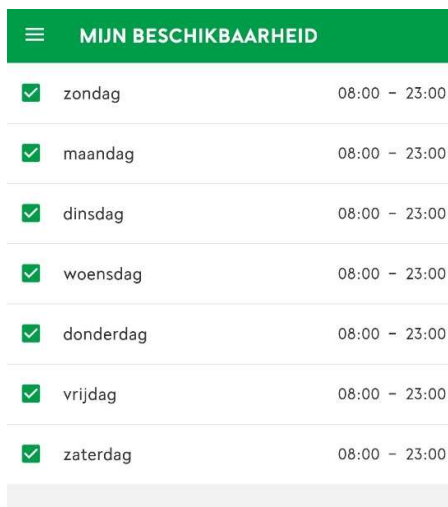 MIJN BESCHIKBAARHEID
zondag 08:00 - 23:00
maandag 08:00 - 23:00
dinsdag 08:00 - 23:00
woensdag 08:00 - 23:00
donderdag 08:00 - 23:00
vrijdag 08:00 - 23:00
zaterdag 08:00 - 23:00